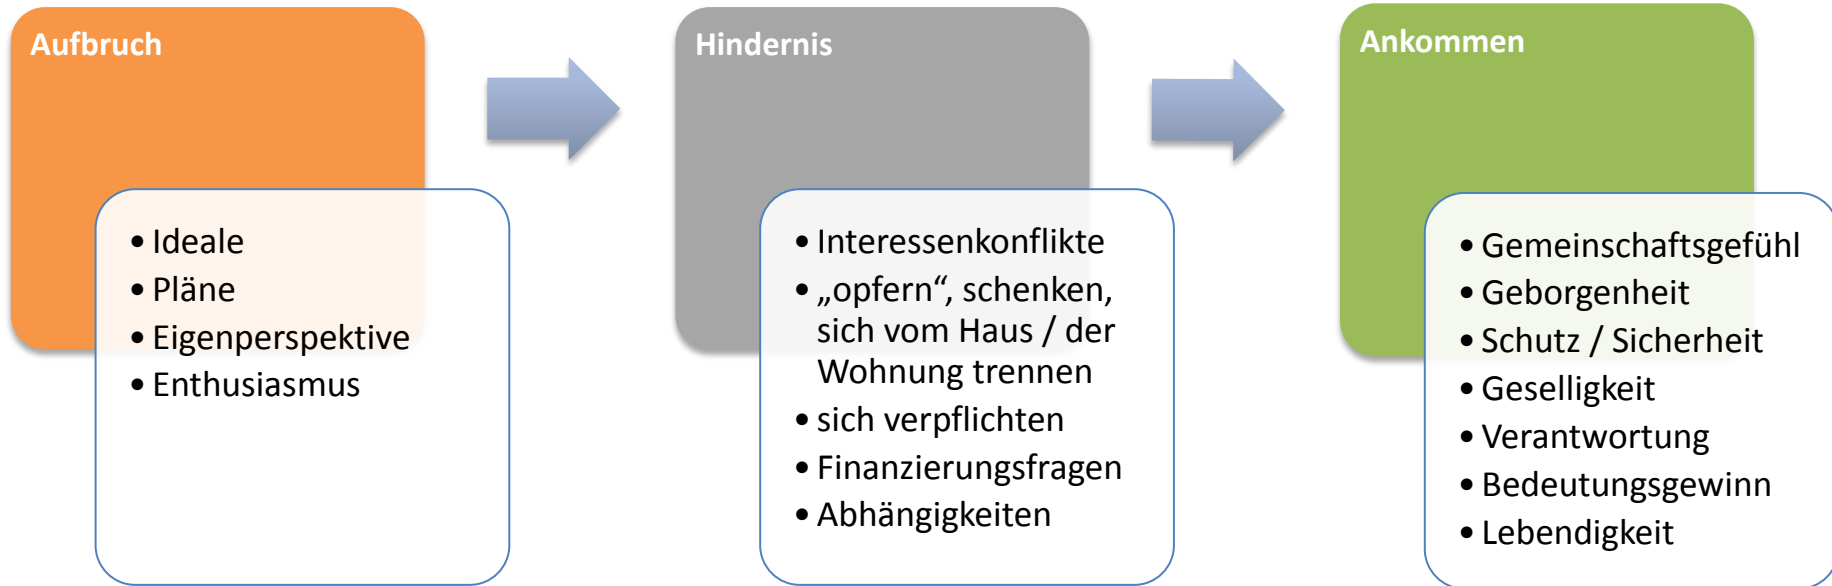 Aufbruch
• Ideale
• Pläne
• Eigenperspektive
• Enthusiasmus
Hindernis
• Interessenkonflikte
• „opfern“, schenken,
sich vom Haus / der
Wohnung trennen
• sich verpflichten
• Finanzierungsfragen
• Abhängigkeiten
Ankommen
• Gemeinschaftsgefühl
• Geborgenheit
• Schutz / Sicherheit
• Geselligkeit
• Verantwortung
• Bedeutungsgewinn
• Lebendigkeit